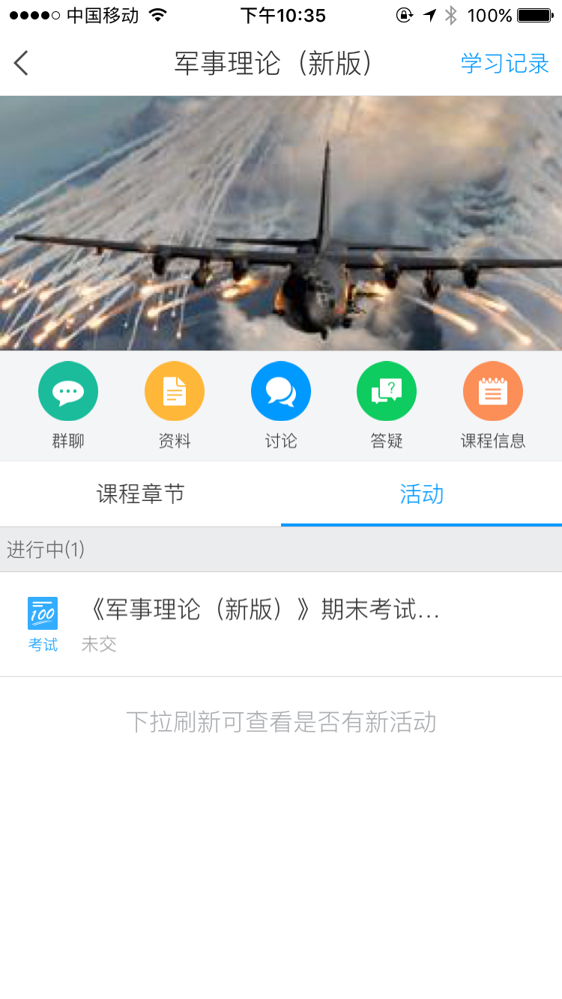 中国移动 下午10:35 100%
军事理论（新版） 学习记录
群聊 资料 讨论 答疑 课程信息
课程章节 活动
进行中(1)
100 《军事理论（新版）》期末考试...
考试 未交
下拉刷新可查看是否有新活动